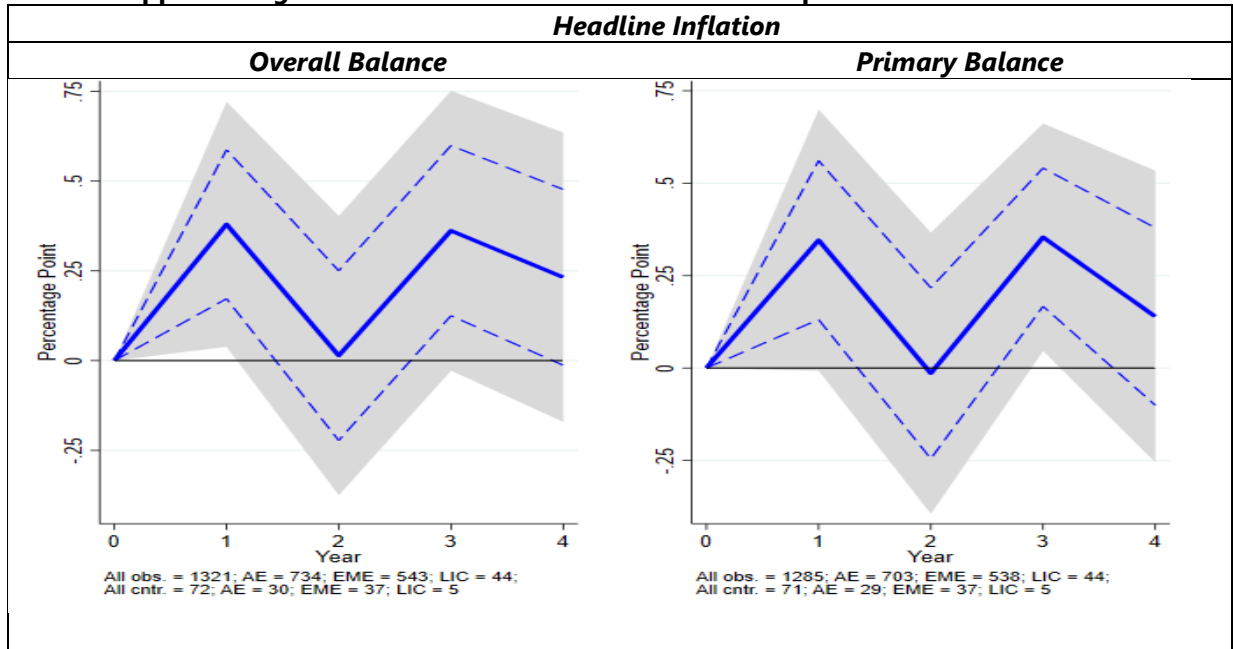 Headline Inflation
Overall Balance
Primary Balance
Percentage Point
.75
.5
.25
0
-.25
0 1 2 3 4
Year
All obs. = 1321; AE = 734; EME = 543; LIC = 44;
All cntr. = 72; AE = 30; EME = 37; LIC = 5
Percentage Point
.75
.5
.25
0
-.25
0 1 2 3 4
Year
All obs. = 1285; AE = 703; EME = 538; LIC = 44;
All cntr. = 71; AE = 29; EME = 37; LIC = 5